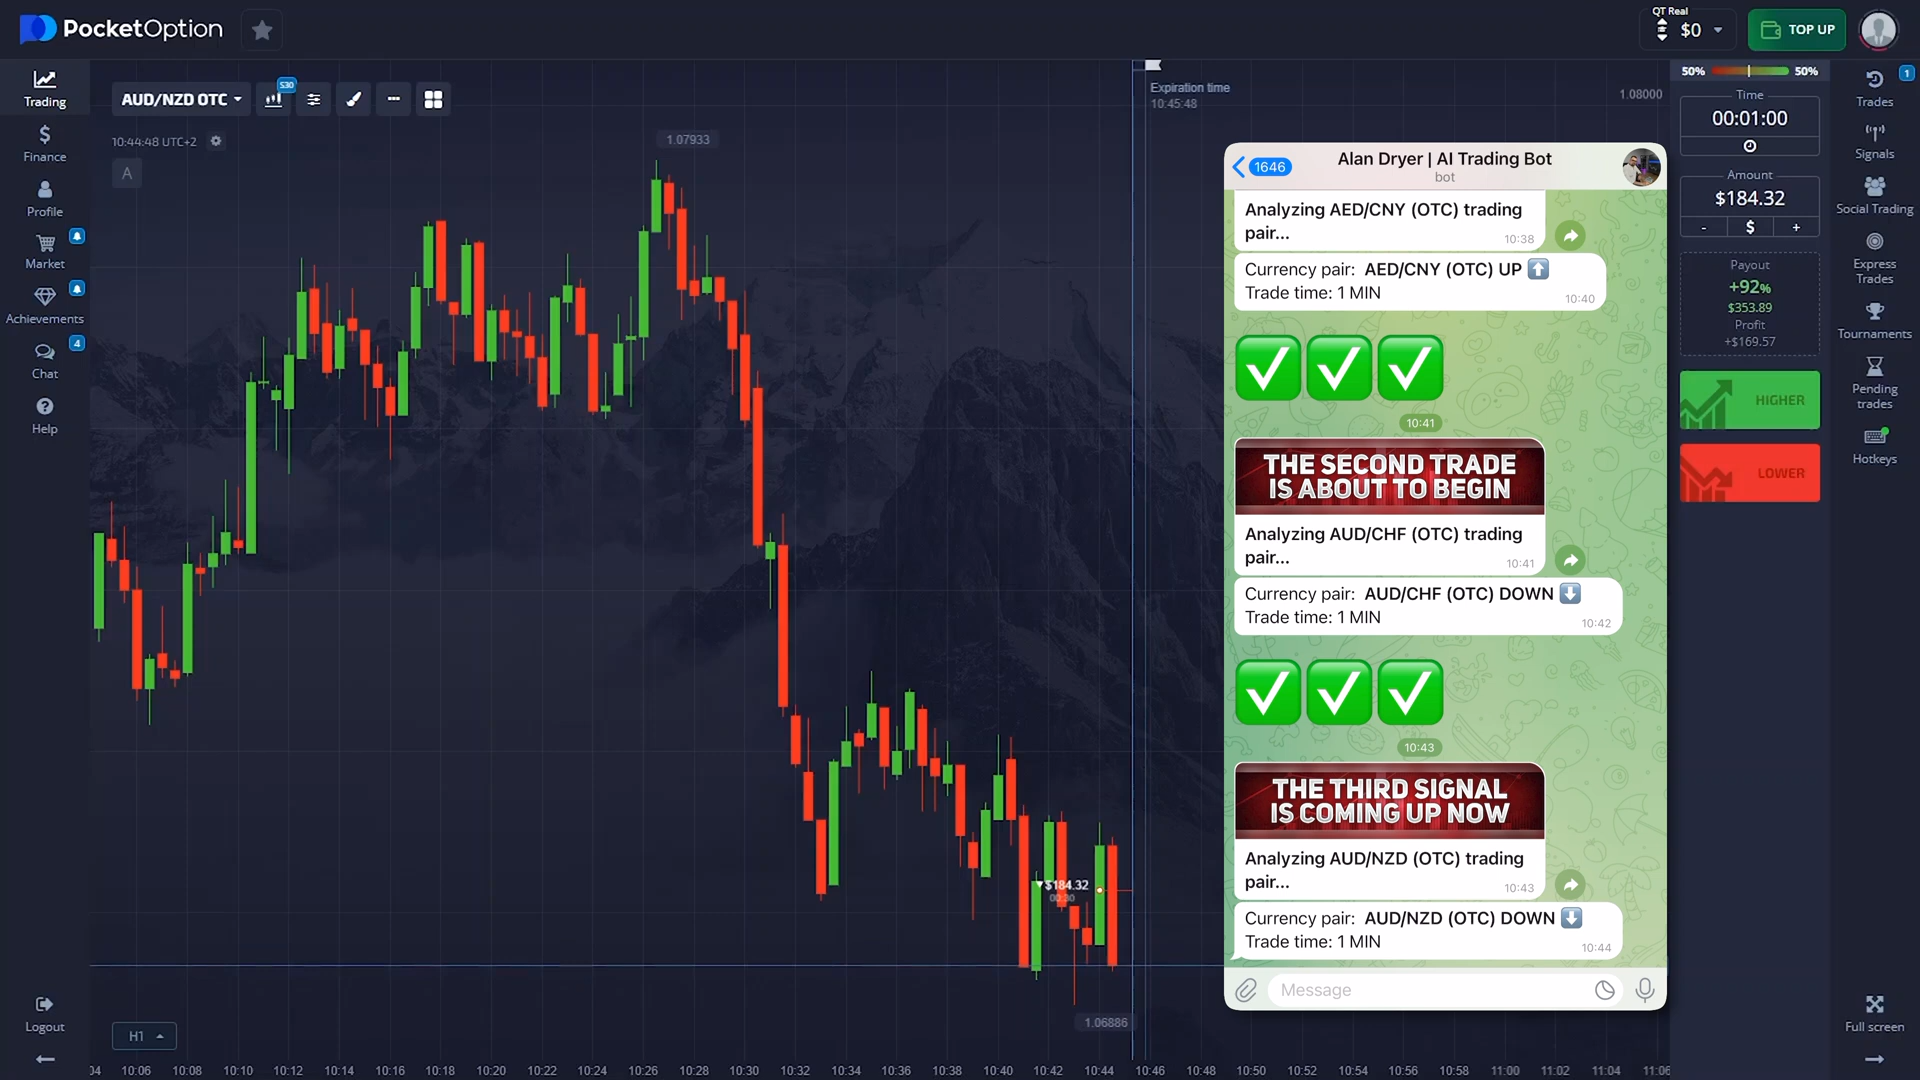 PocketOption
QT Real
$0
TOP UP
Trading
Finance
Profile
Market
Achievements
4
Chat
Help
Logout
AUD/NZD OTC
S30
10:44:48 UTC+2
A
1.07933
Expiration time
10:45:48
1.08000
$184.32
00:30
1.06886
H1
04 10:06 10:08 10:10 10:12 10:14 10:16 10:18 10:20 10:22 10:24 10:26 10:28 10:30 10:32 10:34 10:36 10:38 10:40 10:42 10:44 10:46 10:48 10:50 10:52 10:54 10:56 10:58 11:00 11:02 11:04 11:06
1646
Alan Dryer | AI Trading Bot
bot
Analyzing AED/CNY (OTC) trading
pair...
10:38
Currency pair: AED/CNY (OTC) UP
Trade time: 1 MIN
10:40
10:41
THE SECOND TRADE
IS ABOUT TO BEGIN
Analyzing AUD/CHF (OTC) trading
pair...
10:41
Currency pair: AUD/CHF (OTC) DOWN
Trade time: 1 MIN
10:42
10:43
THE THIRD SIGNAL
IS COMING UP NOW
Analyzing AUD/NZD (OTC) trading
pair...
10:43
Currency pair: AUD/NZD (OTC) DOWN
Trade time: 1 MIN
10:44
Message
50% 50%
Time
00:01:00
Amount
$184.32
- $ +
Payout
+92%
$353.89
Profit
+$169.57
HIGHER
LOWER
1
Trades
Signals
Social Trading
Express
Trades
Tournaments
Pending
trades
Hotkeys
Full screen